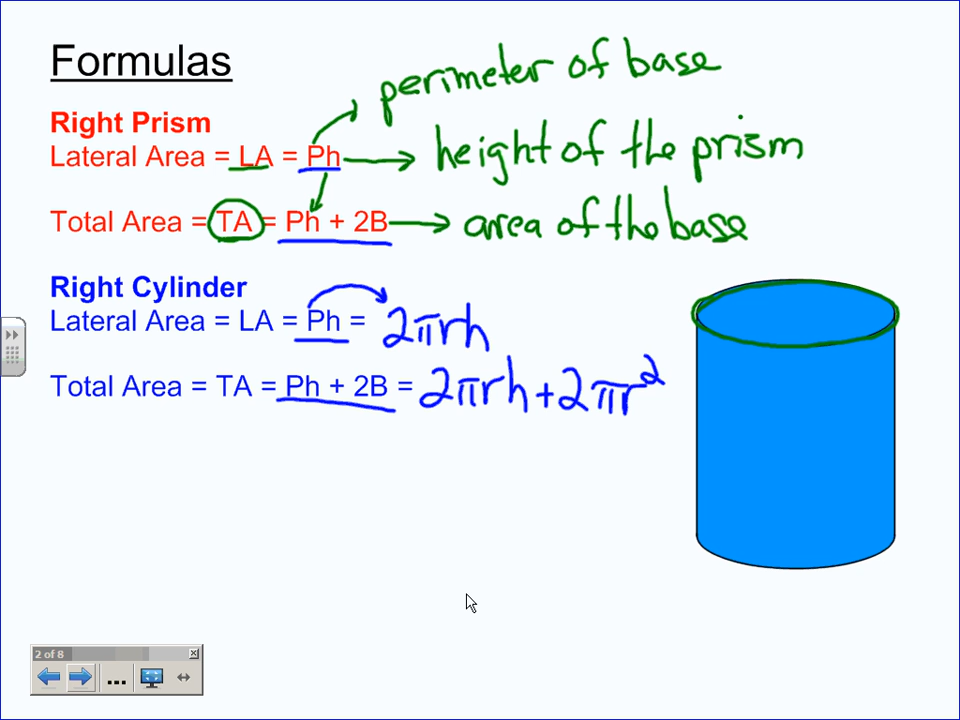 Formulas
perimeter of base
Right Prism
Lateral Area = LA = Ph height of the prism
Total Area = TA = Ph + 2B area of the base
Right Cylinder
Lateral Area = LA = Ph = 2πrh
Total Area = TA = Ph + 2B = 2πrh + 2πr²
2 of 8
...